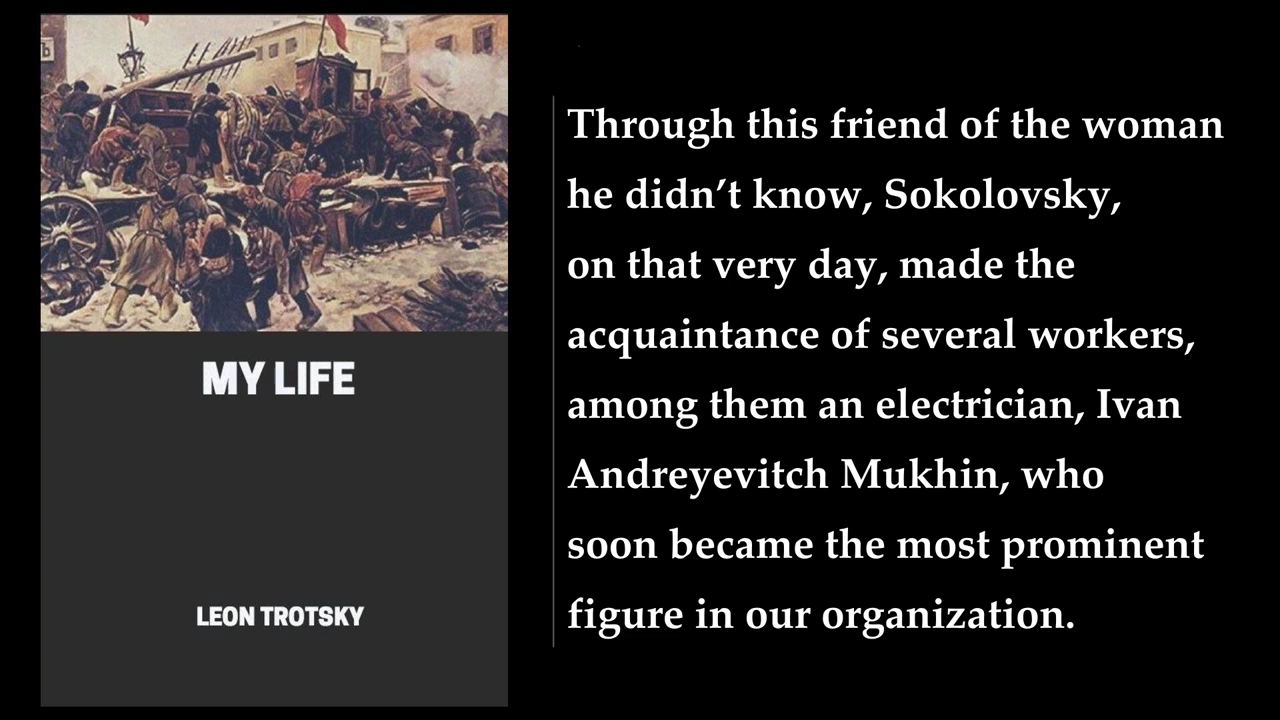 MY LIFE
LEON TROTSKY
Through this friend of the woman
he didn’t know, Sokolovsky,
on that very day, made the
acquaintance of several workers,
among them an electrician, Ivan
Andreyevitch Mukhin, who
soon became the most prominent
figure in our organization.